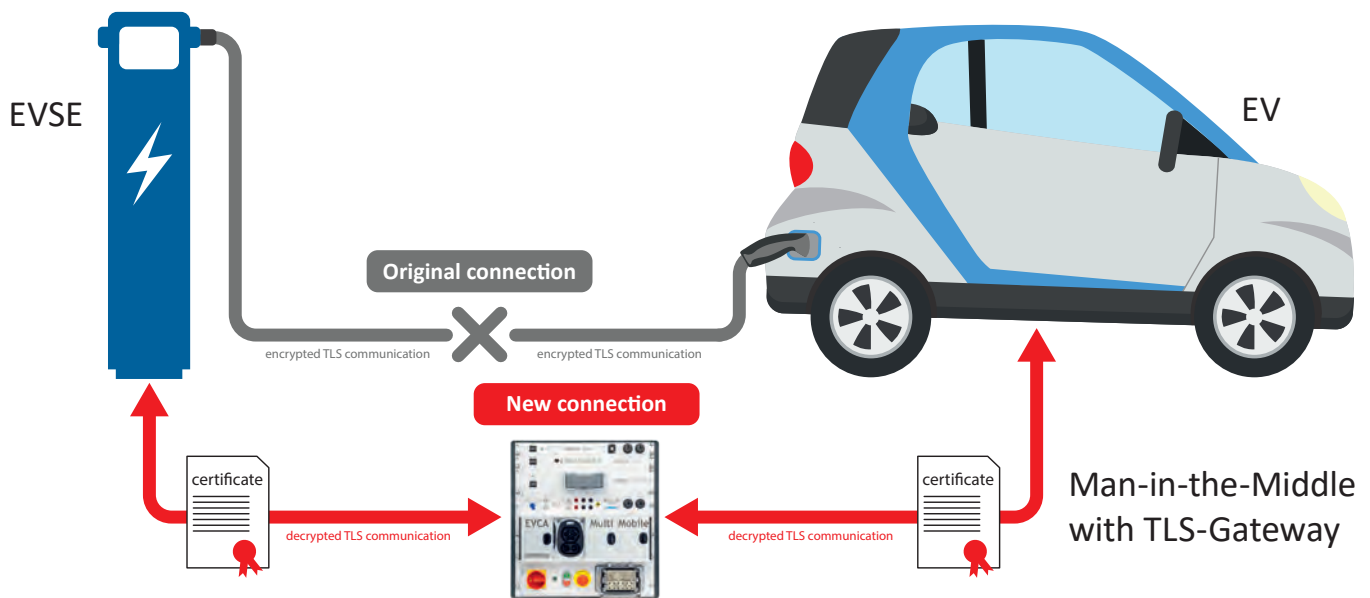 EVSE
EV
Original connection
encrypted TLS communication
encrypted TLS communication
New connection
certificate
certificate
decrypted TLS communication
decrypted TLS communication
EVCA
Multi Mobile
Man-in-the-Middle
with TLS-Gateway